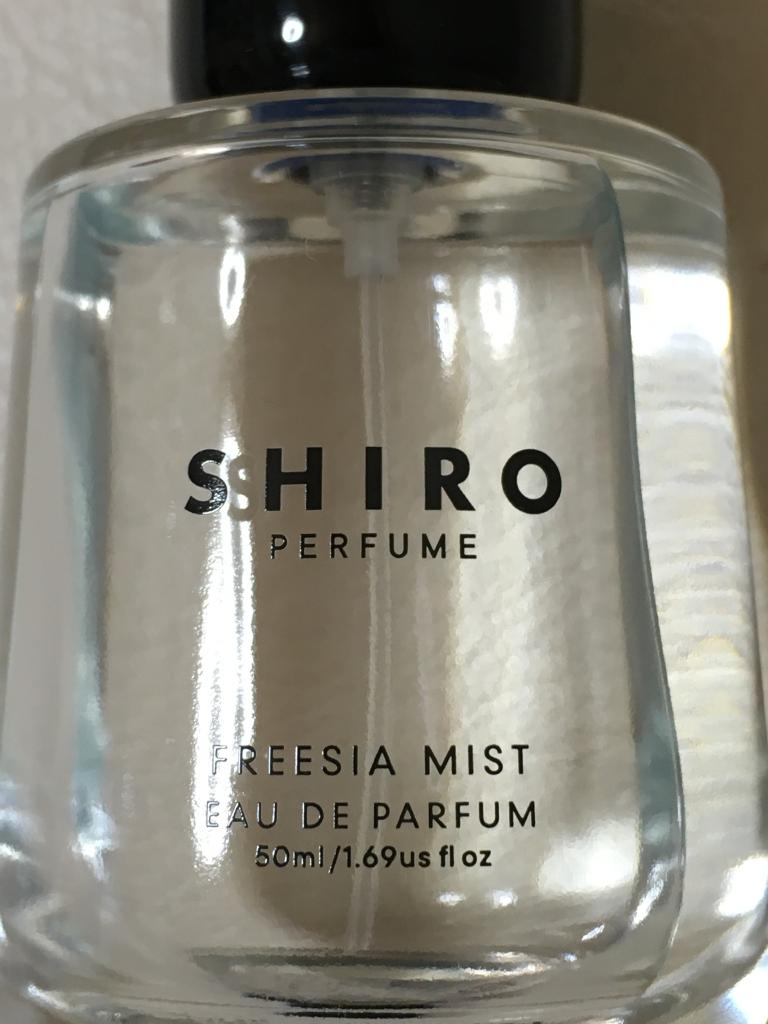 SHIRO
PERFUME
FREESIA MIST
EAU DE PARFUM
50ml/1.69us fl oz